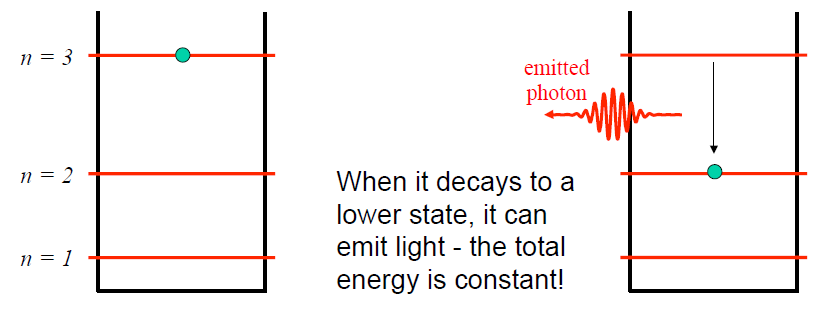 n = 3
emitted
photon
n = 2
When it decays to a
lower state, it can
emit light - the total
energy is constant!
n = 1